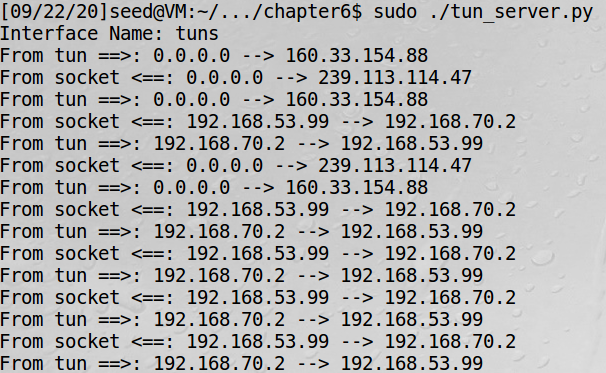 [09/22/20]seed@VM:~/.../chapter6$ sudo ./tun_server.py
Interface Name: tuns
From tun ==>: 0.0.0.0 --> 160.33.154.88
From socket <==: 0.0.0.0 --> 239.113.114.47
From tun ==>: 0.0.0.0 --> 160.33.154.88
From socket <==: 192.168.53.99 --> 192.168.70.2
From tun ==>: 192.168.70.2 --> 192.168.53.99
From socket <==: 0.0.0.0 --> 239.113.114.47
From tun ==>: 0.0.0.0 --> 160.33.154.88
From socket <==: 192.168.53.99 --> 192.168.70.2
From tun ==>: 192.168.70.2 --> 192.168.53.99
From socket <==: 192.168.53.99 --> 192.168.70.2
From tun ==>: 192.168.70.2 --> 192.168.53.99
From socket <==: 192.168.53.99 --> 192.168.70.2
From tun ==>: 192.168.70.2 --> 192.168.53.99
From socket <==: 192.168.53.99 --> 192.168.70.2
From tun ==>: 192.168.70.2 --> 192.168.53.99